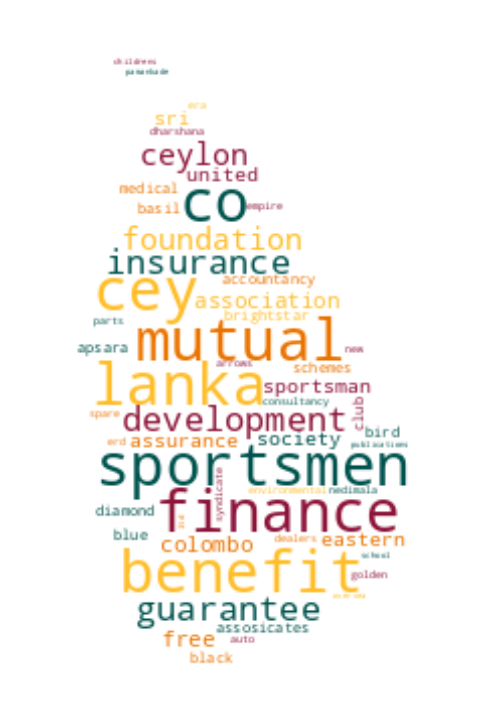 childrens
panawkade
era
sri
dharshana
ceylon
united
medical
co
basil
empire
foundation
insurance
accountancy
cey
association
brightstar
parts
mutual
apsara
new
arrows
schemes
lanka
sportsman
consultancy
club
spare
development
bird
erd
assurance
society
publications
sportsmen
syndicate
environmental
nedimala
finance
diamond
blue
colombo
dealers
eastern
school
benefit
golden
guarantee
assosicates
free
auto
black